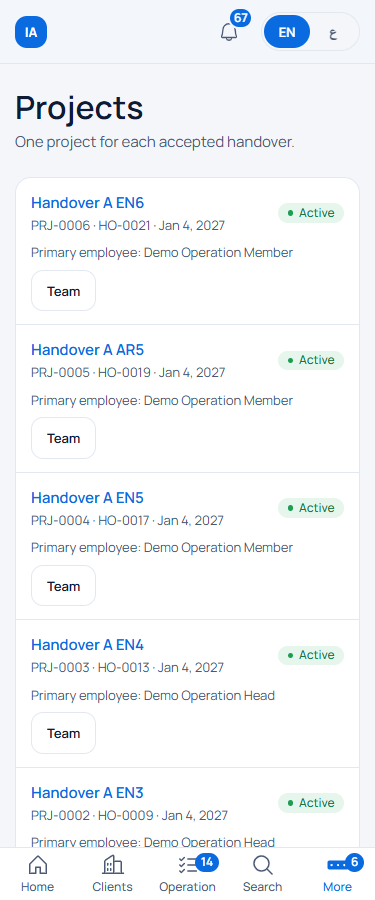 IA
67
EN
ع
Projects
One project for each accepted handover.
Handover A EN6
Active
PRJ-0006 · HO-0021 · Jan 4, 2027
Primary employee: Demo Operation Member
Team
Handover A AR5
Active
PRJ-0005 · HO-0019 · Jan 4, 2027
Primary employee: Demo Operation Member
Team
Handover A EN5
Active
PRJ-0004 · HO-0017 · Jan 4, 2027
Primary employee: Demo Operation Member
Team
Handover A EN4
Active
PRJ-0003 · HO-0013 · Jan 4, 2027
Primary employee: Demo Operation Head
Team
Handover A EN3
Active
PRJ-0002 · HO-0009 · Jan 4, 2027
Primary employee: Demo Operation Head
14
6
Home
Clients
Operation
Search
More